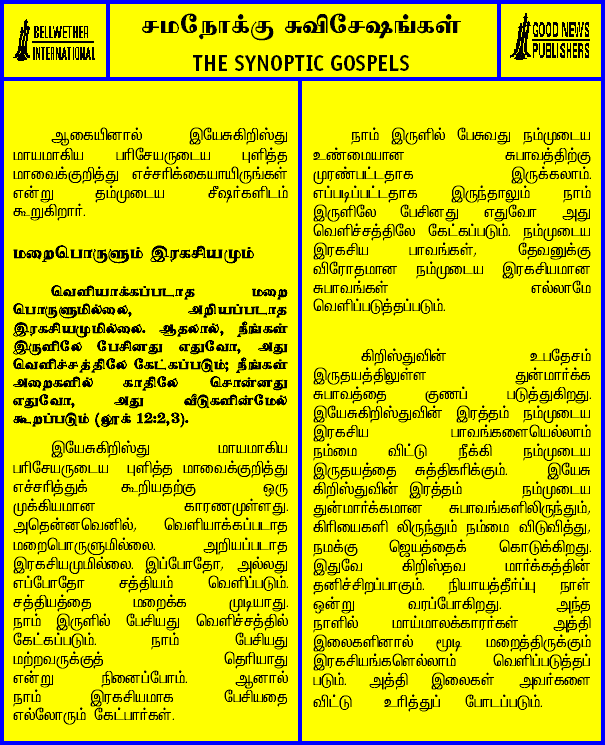 BELLWETHER
INTERNATIONAL
சமநோக்கு சுவிசேஷங்கள்
THE SYNOPTIC GOSPELS
GOOD NEWS
PUBLISHERS
ஆகையினால் இயேசுகிறிஸ்து
மாயமாகிய பரிசேயருடைய புளித்த
மாவைக்குறித்து எச்சரிக்கையாயிருங்கள்
என்று தம்முடைய சீஷர்களிடம்
கூறுகிறார்.
மறைபொருளும் இரகசியமும்
வெளியாக்கப்படாத மறை
பொருளுமில்லை, அறியப்படாத
இரகசியமுமில்லை. ஆதலால், நீங்கள்
இருளிலே பேசினது எதுவோ, அது
வெளிச்சத்திலே கேட்கப்படும்; நீங்கள்
அறைகளில் காதிலே சொன்னது
எதுவோ, அது வீடுகளின்மேல்
கூறப்படும் (லூக் 12:2,3).
இயேசுகிறிஸ்து மாயமாகிய
பரிசேயருடைய புளித்த மாவைக்குறித்து
எச்சரித்துக் கூறியதற்கு ஒரு
முக்கியமான காரணமுள்ளது.
அதென்னவெனில், வெளியாக்கப்படாத
மறைபொருளுமில்லை. அறியப்படாத
இரகசியமுமில்லை. இப்போதோ, அல்லது
எப்போதோ சத்தியம் வெளிப்படும்.
சத்தியத்தை மறைக்க முடியாது.
நாம் இருளில் பேசியது வெளிச்சத்தில்
கேட்கப்படும். நாம் பேசியது
மற்றவருக்குத் தெரியாது
என்று நினைப்போம். ஆனால்
நாம் இரகசியமாக பேசியதை
எல்லோரும் கேட்பார்கள்.
நாம் இருளில் பேசுவது நம்முடைய
உண்மையான சுபாவத்திற்கு
முரண்பட்டதாக இருக்கலாம்.
எப்படிப்பட்டதாக இருந்தாலும் நாம்
இருளிலே பேசினது எதுவோ அது
வெளிச்சத்திலே கேட்கப்படும். நம்முடைய
இரகசிய பாவங்கள், தேவனுக்கு
விரோதமான நம்முடைய இரகசியமான
சுபாவங்கள் எல்லாமே
வெளிப்படுத்தப்படும்.
கிறிஸ்துவின் உபதேசம்
இருதயத்திலுள்ள துன்மார்க்க
சுபாவத்தை குணப் படுத்துகிறது.
இயேசுகிறிஸ்துவின் இரத்தம் நம்முடைய
இரகசிய பாவங்களையெல்லாம்
நம்மை விட்டு நீக்கி நம்முடைய
இருதயத்தை சுத்திகரிக்கும். இயேசு
கிறிஸ்துவின் இரத்தம் நம்முடைய
துன்மார்க்கமான சுபாவங்களிலிருந்தும்,
கிரியைகளி லிருந்தும் நம்மை விடுவித்து,
நமக்கு ஜெயத்தைக் கொடுக்கிறது.
இதுவே கிறிஸ்தவ மார்க்கத்தின்
தனிச்சிறப்பாகும். நியாயத்தீர்ப்பு நாள்
ஒன்று வரப்போகிறது. அந்த
நாளில் மாய்மாலக்காரர்கள் அத்தி
இலைகளினால் மூடி மறைத்திருக்கும்
இரகசியங்களெல்லாம் வெளிப்படுத்தப்
படும். அத்தி இலைகள் அவர்களை
விட்டு உரித்துப் போடப்படும்.